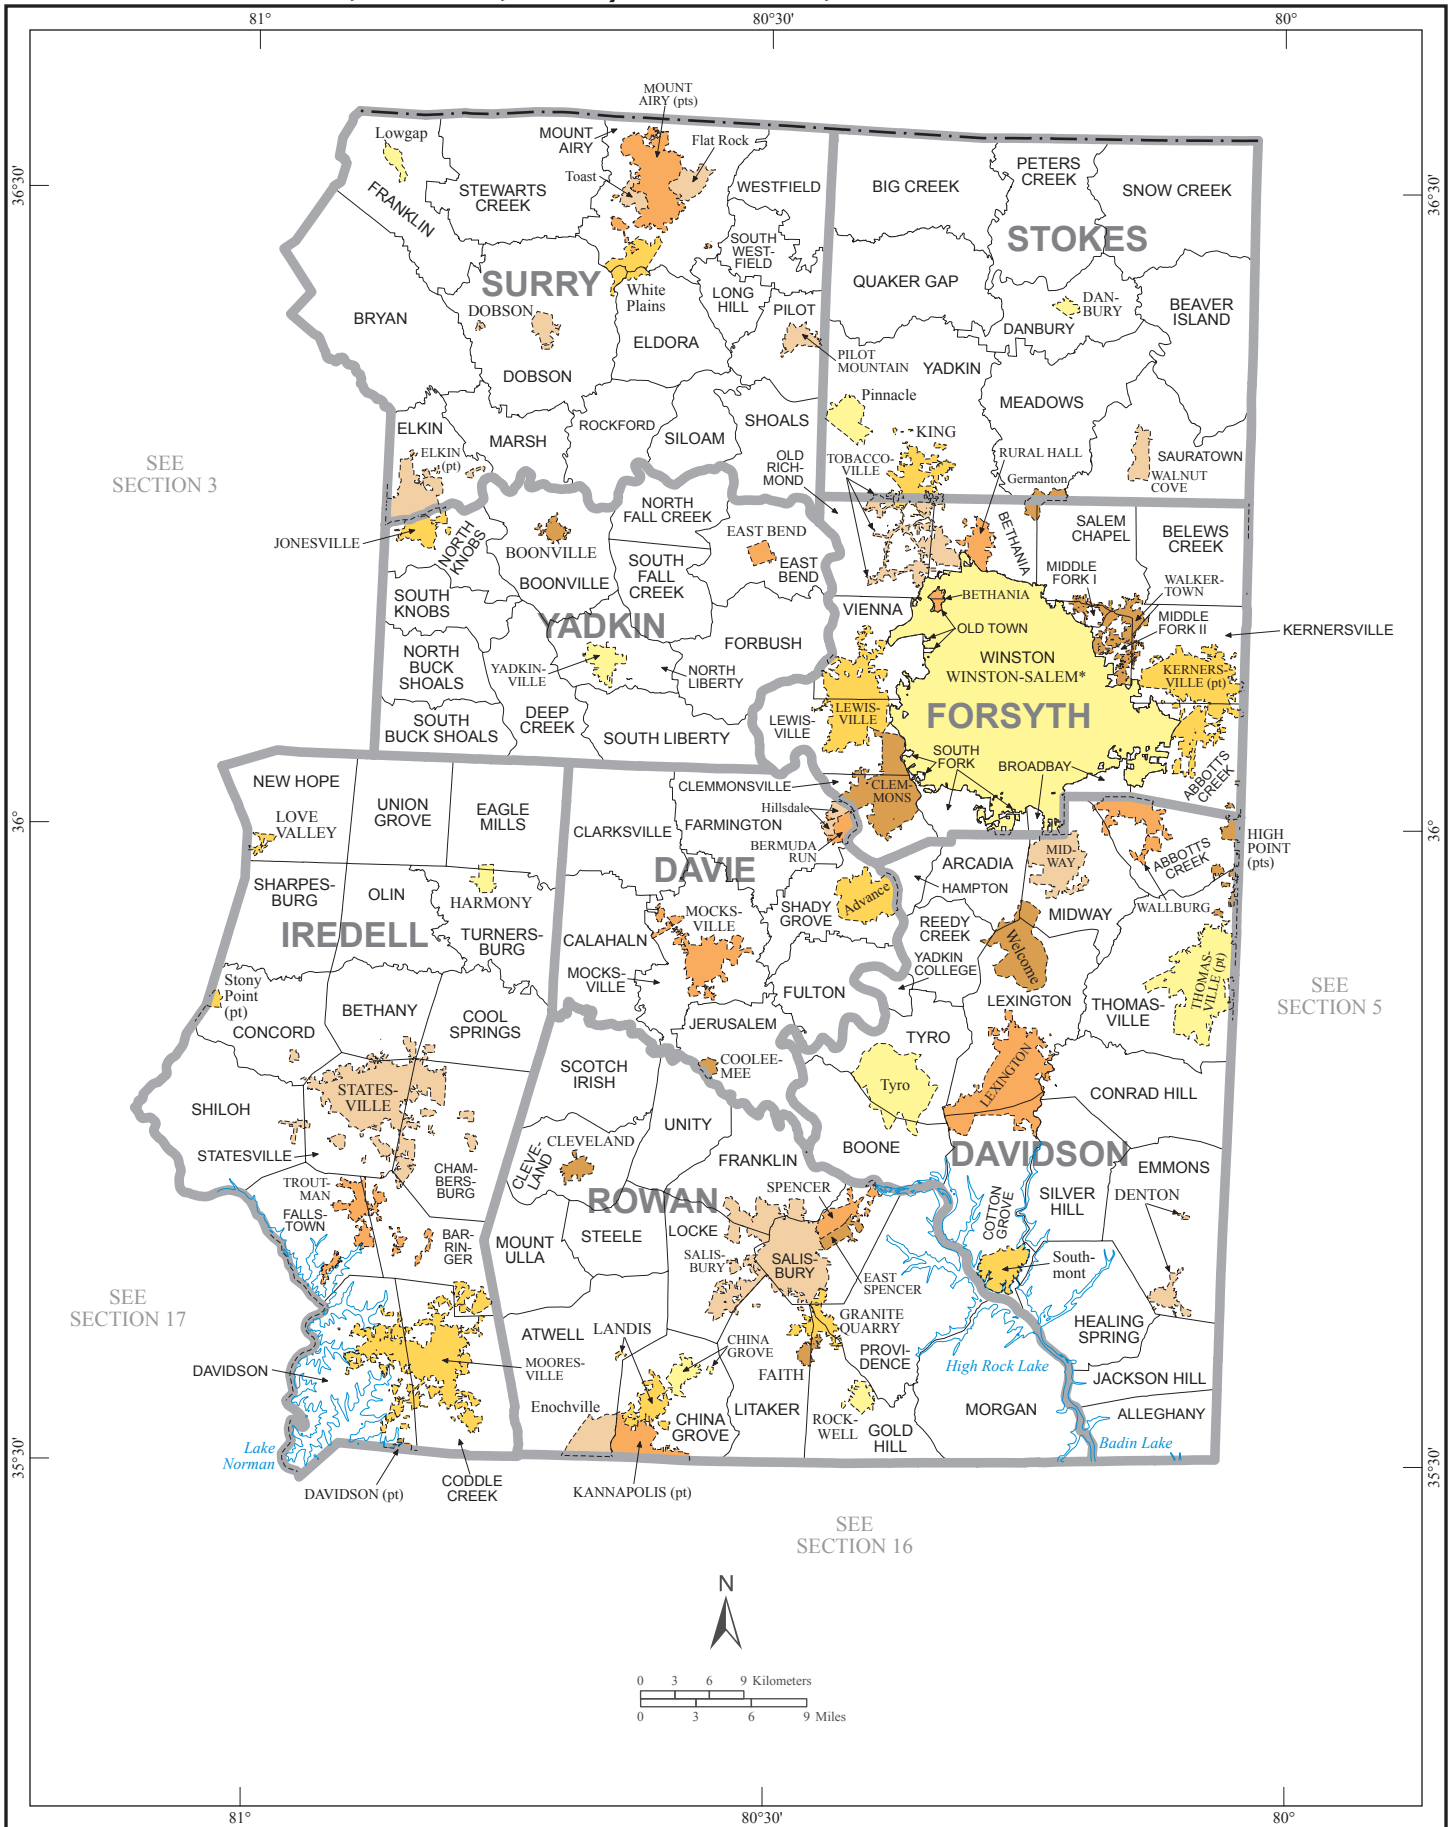 81°
80°30'
80°
36°30'
36°30'
MOUNT
AIRY (pts)
Lowgap
MOUNT
AIRY
Flat Rock
Toast
STEWARTS
CREEK
FRANKLIN
WESTFIELD
BIG CREEK
PETERS
CREEK
SNOW CREEK
STOKES
SOUTH
WEST-
FIELD
SURRY
White
Plains
LONG
HILL
QUAKER GAP
DAN-
BURY
BEAVER
ISLAND
BRYAN
DOBSON
PILOT
DANBURY
ELDORA
PILOT
MOUNTAIN
YADKIN
DOBSON
Pinnacle
MEADOWS
ELKIN
MARSH
ROCKFORD
SILOAM
SHOALS
KING
ELKIN
(pt)
OLD
RICH-
MOND
TOBACCO-
VILLE
RURAL HALL
SAURATOWN
Germanton
WALNUT
COVE
SEE
SECTION 3
NORTH
FALL CREEK
JONESVILLE
NORTH
KNOBS
BOONVILLE
EAST BEND
BETHANIA
SALEM
CHAPEL
BELEWS
CREEK
SOUTH
KNOBS
BOONVILLE
SOUTH
FALL
CREEK
EAST
BEND
MIDDLE
FORK I
WALKER-
TOWN
VIENNA
BETHANIA
YADKIN
FORBUSH
OLD TOWN
MIDDLE
FORK II
KERNERSVILLE
NORTH
BUCK
SHOALS
YADKIN-
VILLE
NORTH
LIBERTY
WINSTON
WINSTON-SALEM*
KERNERS-
VILLE (pt)
SOUTH
BUCK SHOALS
DEEP
CREEK
SOUTH LIBERTY
LEWIS-
VILLE
LEWIS-
VILLE
FORSYTH
SOUTH
FORK
BROADBAY
ABBOTTS
CREEK
NEW HOPE
UNION
GROVE
EAGLE
MILLS
CLEMMONSVILLE
CLEM-
MONS
36°
36°
LOVE
VALLEY
CLARKSVILLE
FARMINGTON
Hillsdale
BERMUDA
RUN
ARCADIA
MID-
WAY
ABBOTTS
CREEK
HIGH
POINT
(pts)
DAVIE
SHARPES-
BURG
OLIN
HARMONY
HAMPTON
Advance
SHADY
GROVE
WALLBURG
IREDELL
TURNERS-
BURG
CALAHALN
MOCKS-
VILLE
REEDY
CREEK
MIDWAY
Welcome
THOMAS-
VILLE (pt)
Stony
Point
(pt)
MOCKS-
VILLE
FULTON
YADKIN
COLLEGE
LEXINGTON
THOMAS-
VILLE
SEE
SECTION 5
CONCORD
BETHANY
COOL
SPRINGS
JERUSALEM
TYRO
SCOTCH
IRISH
COOLEE-
MEE
Tyro
LEXINGTON
CONRAD HILL
SHILOH
STATES-
VILLE
UNITY
BOONE
DAVIDSON
STATESVILLE
CLEVELAND
CLEVE-
LAND
FRANKLIN
EMMONS
CHAM-
BERS-
BURG
TROUT-
MAN
ROWAN
SPENCER
COTTON
GROVE
SILVER
HILL
DENTON
FALLS-
TOWN
STEELE
LOCKE
BAR-
RIN-
GER
MOUNT
ULLA
SALIS-
BURY
SALIS-
BURY
EAST
SPENCER
South-
mont
SEE
SECTION 17
ATWELL
LANDIS
CHINA
GROVE
GRANITE
QUARRY
HEALING
SPRING
DAVIDSON
MOORES-
VILLE
FAITH
PROVI-
DENCE
High Rock Lake
JACKSON HILL
Enochville
CHINA
GROVE
LITAKER
ROCK-
WELL
GOLD
HILL
MORGAN
ALLEGHANY
35°30'
35°30'
Lake
Norman
Badin Lake
DAVIDSON (pt)
CODDLE
CREEK
KANNAPOLIS (pt)
SEE
SECTION 16
N
0 3 6 9 Kilometers
0 3 6 9 Miles
81°
80°30'
80°